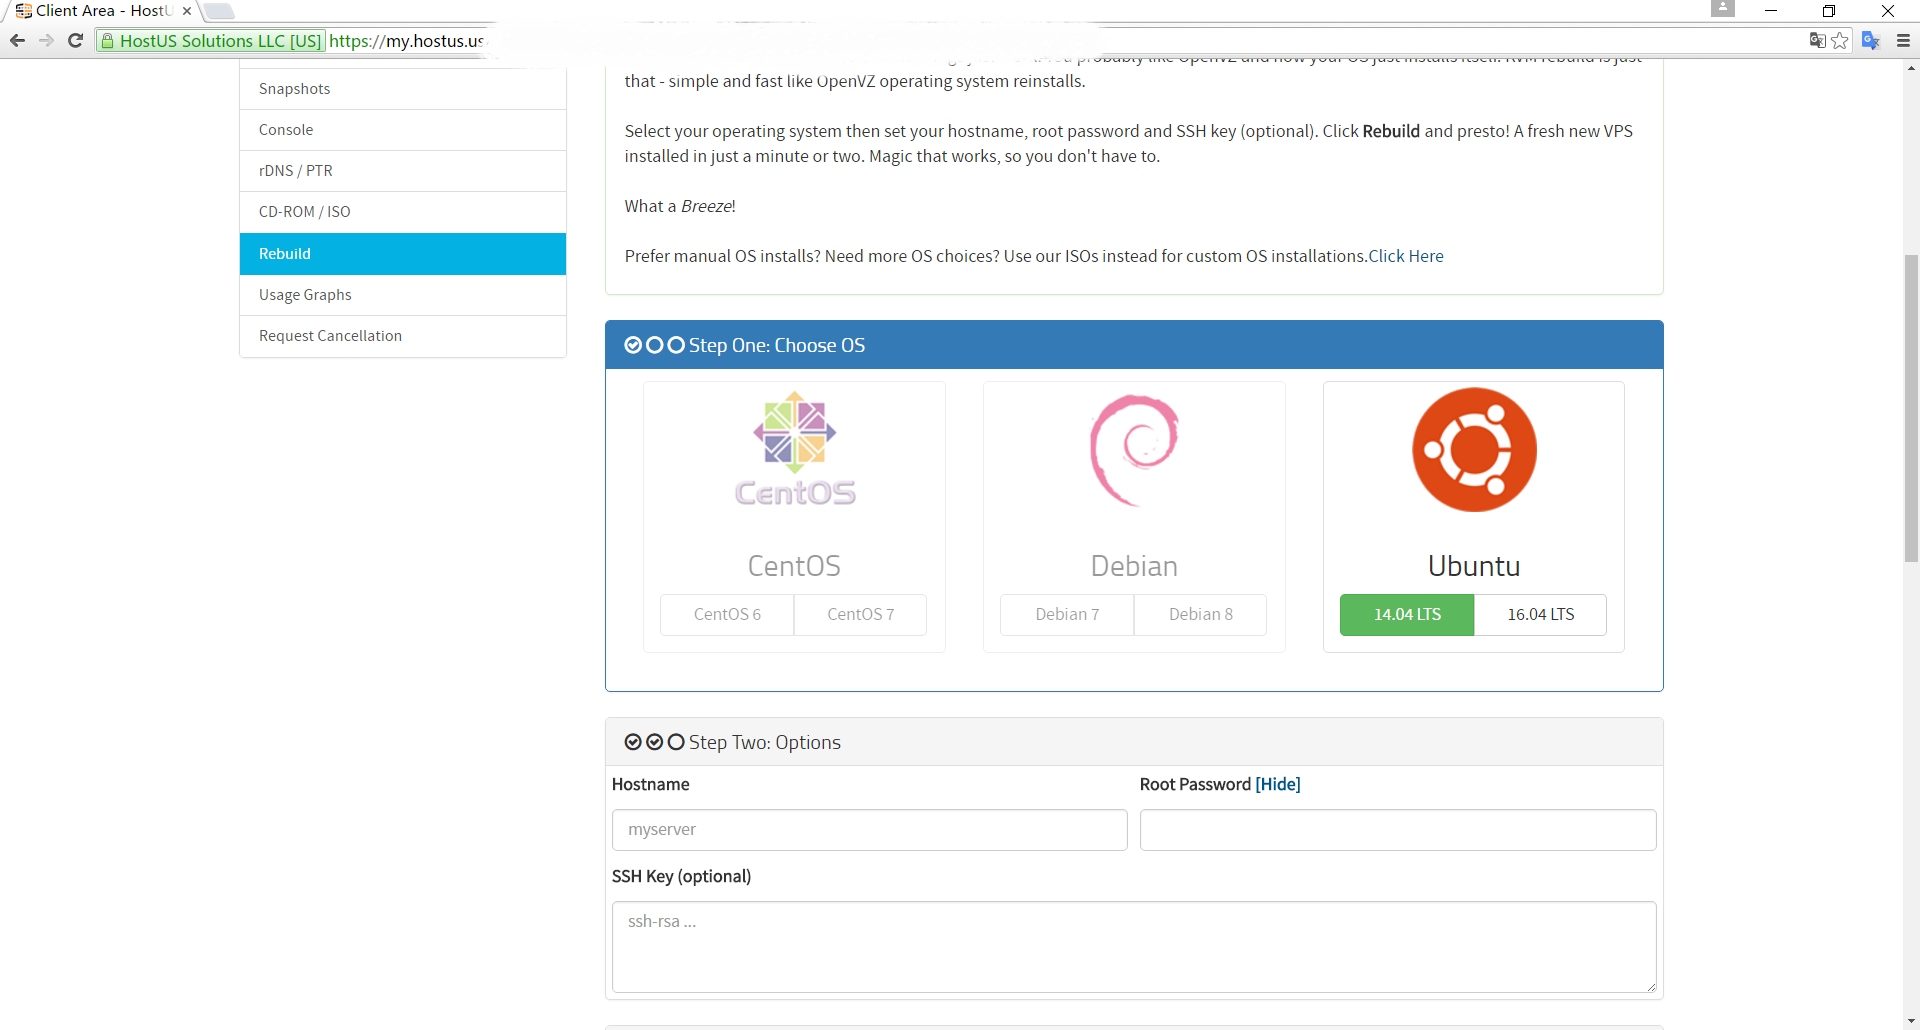 Client Area - HostU
HostUS Solutions LLC [US] https://my.hostus.us
Snapshots
Console
rDNS / PTR
CD-ROM / ISO
Rebuild
Usage Graphs
Request Cancellation
probably like OpenVZ and how your OS just installs itself. KVM rebuild is just
that - simple and fast like OpenVZ operating system reinstalls.
Select your operating system then set your hostname, root password and SSH key (optional). Click Rebuild and presto! A fresh new VPS
installed in just a minute or two. Magic that works, so you don't have to.
What a Breeze!
Prefer manual OS installs? Need more OS choices? Use our ISOs instead for custom OS installations.Click Here
Step One: Choose OS
CentOS
CentOS
CentOS 6
CentOS 7
Debian
Debian 7
Debian 8
Ubuntu
14.04 LTS
16.04 LTS
Step Two: Options
Hostname
myserver
Root Password [Hide]
SSH Key (optional)
ssh-rsa ...